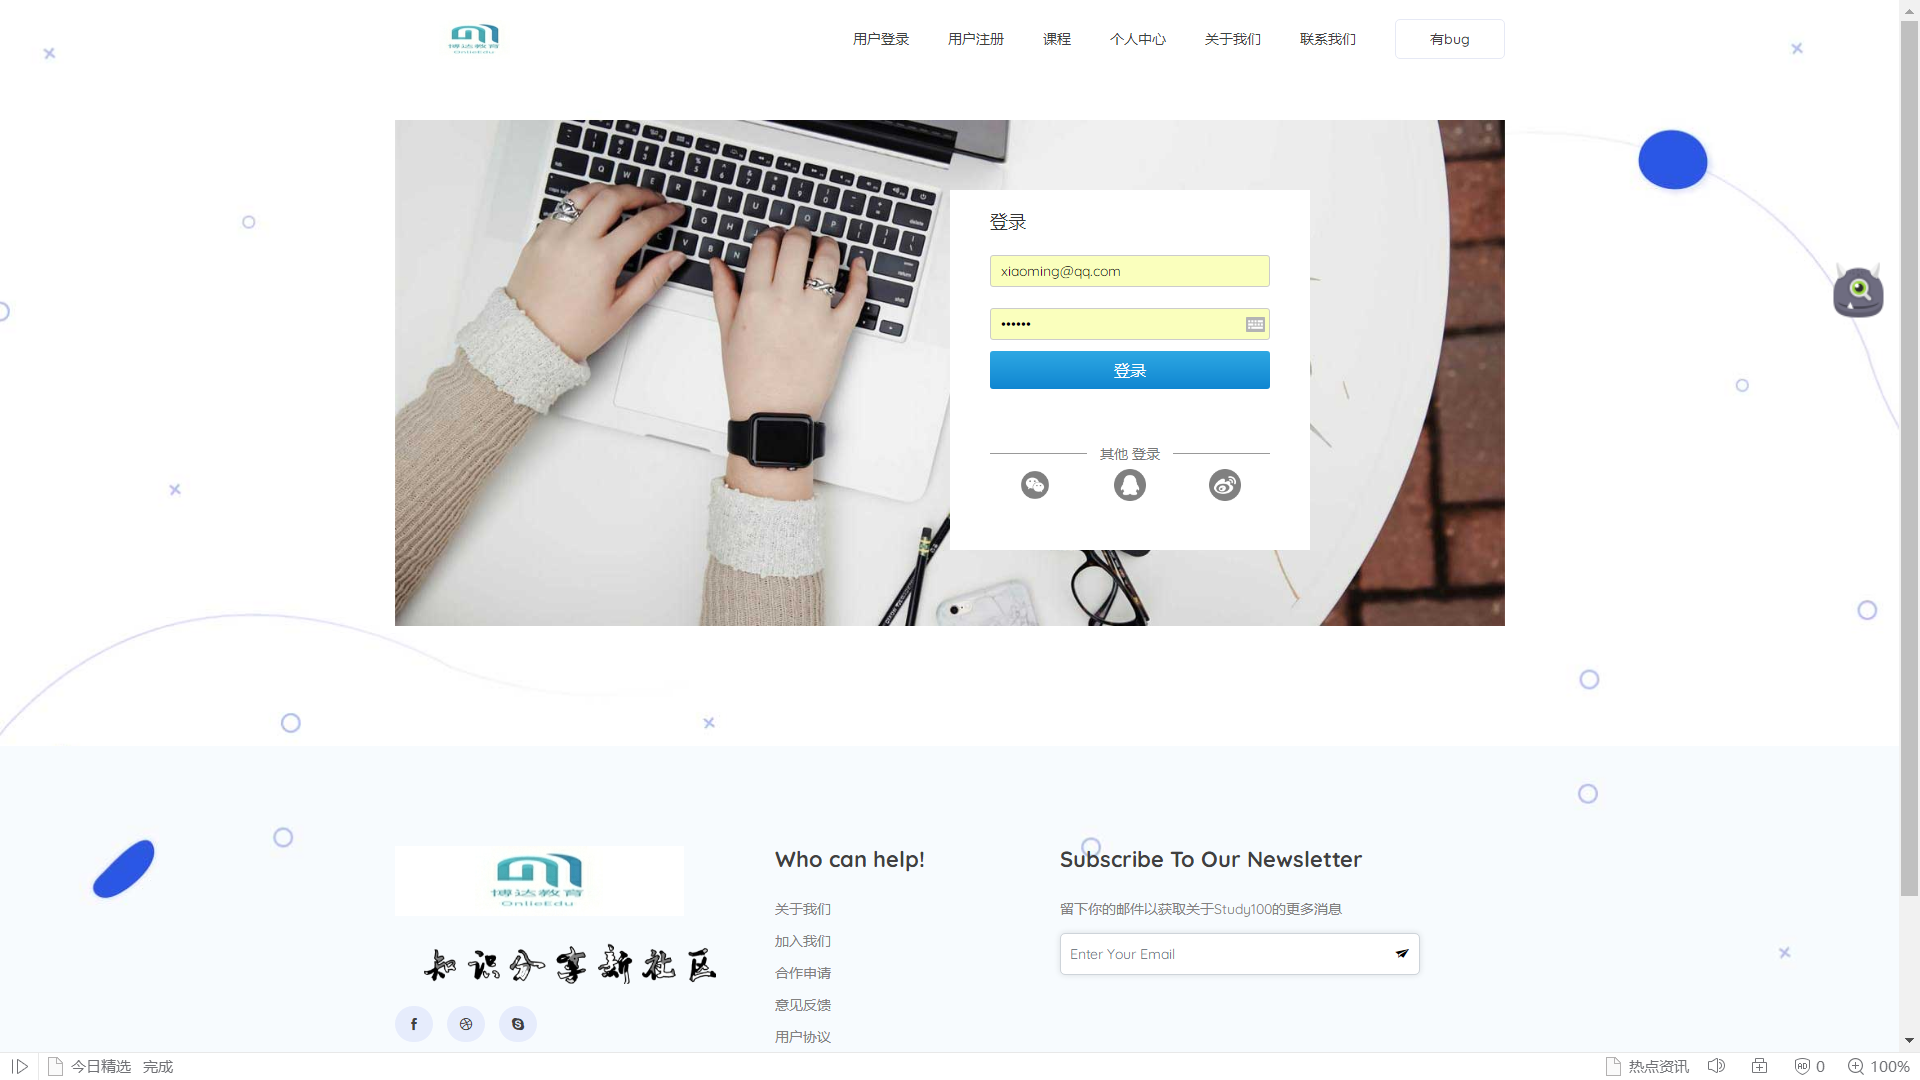 博达教育
OnlieEdu
用户登录
用户注册
课程
个人中心
关于我们
联系我们
有bug
登录
xiaoming@qq.com
••••••
登录
其他 登录
博达教育
OnlieEdu
知识分享新社区
Who can help!
关于我们
加入我们
合作申请
意见反馈
用户协议
Subscribe To Our Newsletter
留下你的邮件以获取关于Study100的更多消息
Enter Your Email
今日精选
完成
热点资讯
0
100%